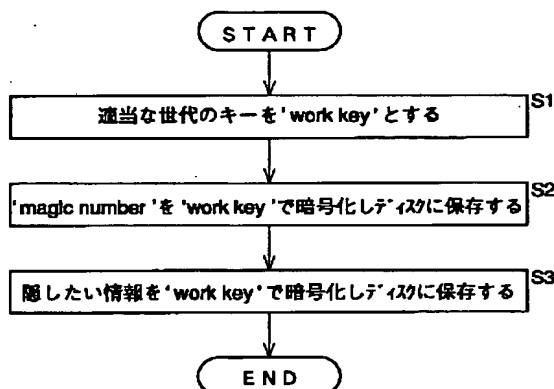 START
S1
適当な世代のキーを'work key'とする
S2
'magic number'を'work key'で暗号化しﾃﾞｨｽｸに保存する
S3
隠したい情報を'work key'で暗号化しﾃﾞｨｽｸに保存する
END